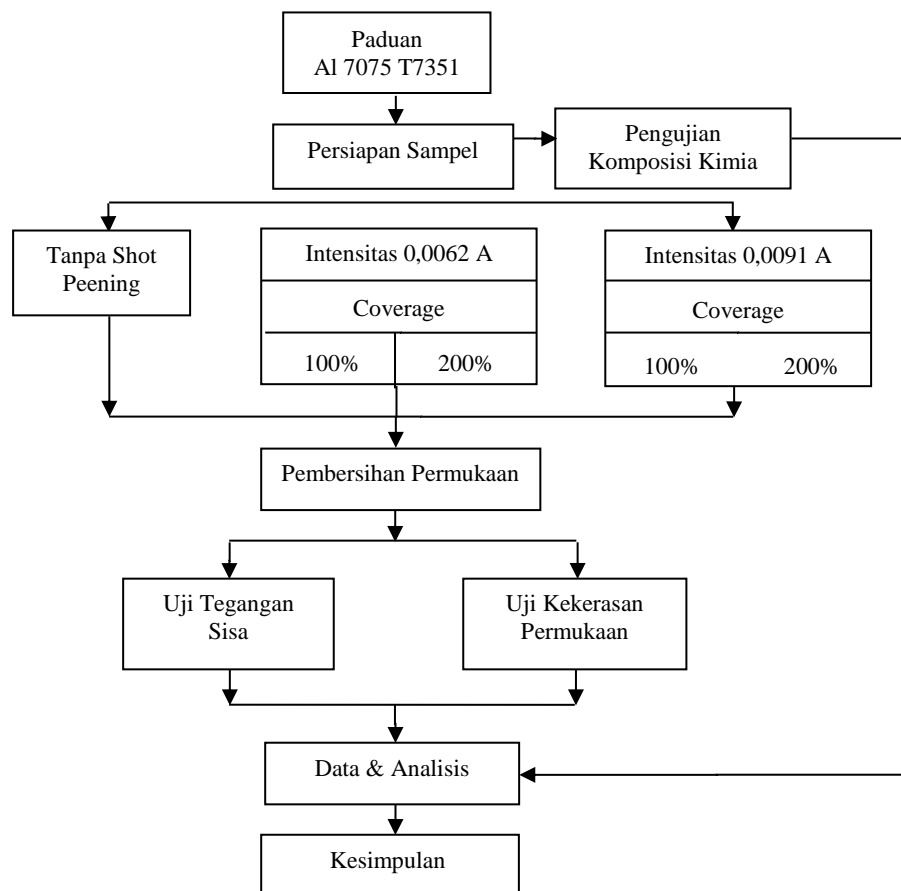 Paduan
Al 7075 T7351
Persiapan Sampel
Pengujian
Komposisi Kimia
Tanpa Shot
Peening
Intensitas 0,0062 A
Coverage
100%
200%
Intensitas 0,0091 A
Coverage
100%
200%
Pembersihan Permukaan
Uji Tegangan
Sisa
Uji Kekerasan
Permukaan
Data & Analisis
Kesimpulan